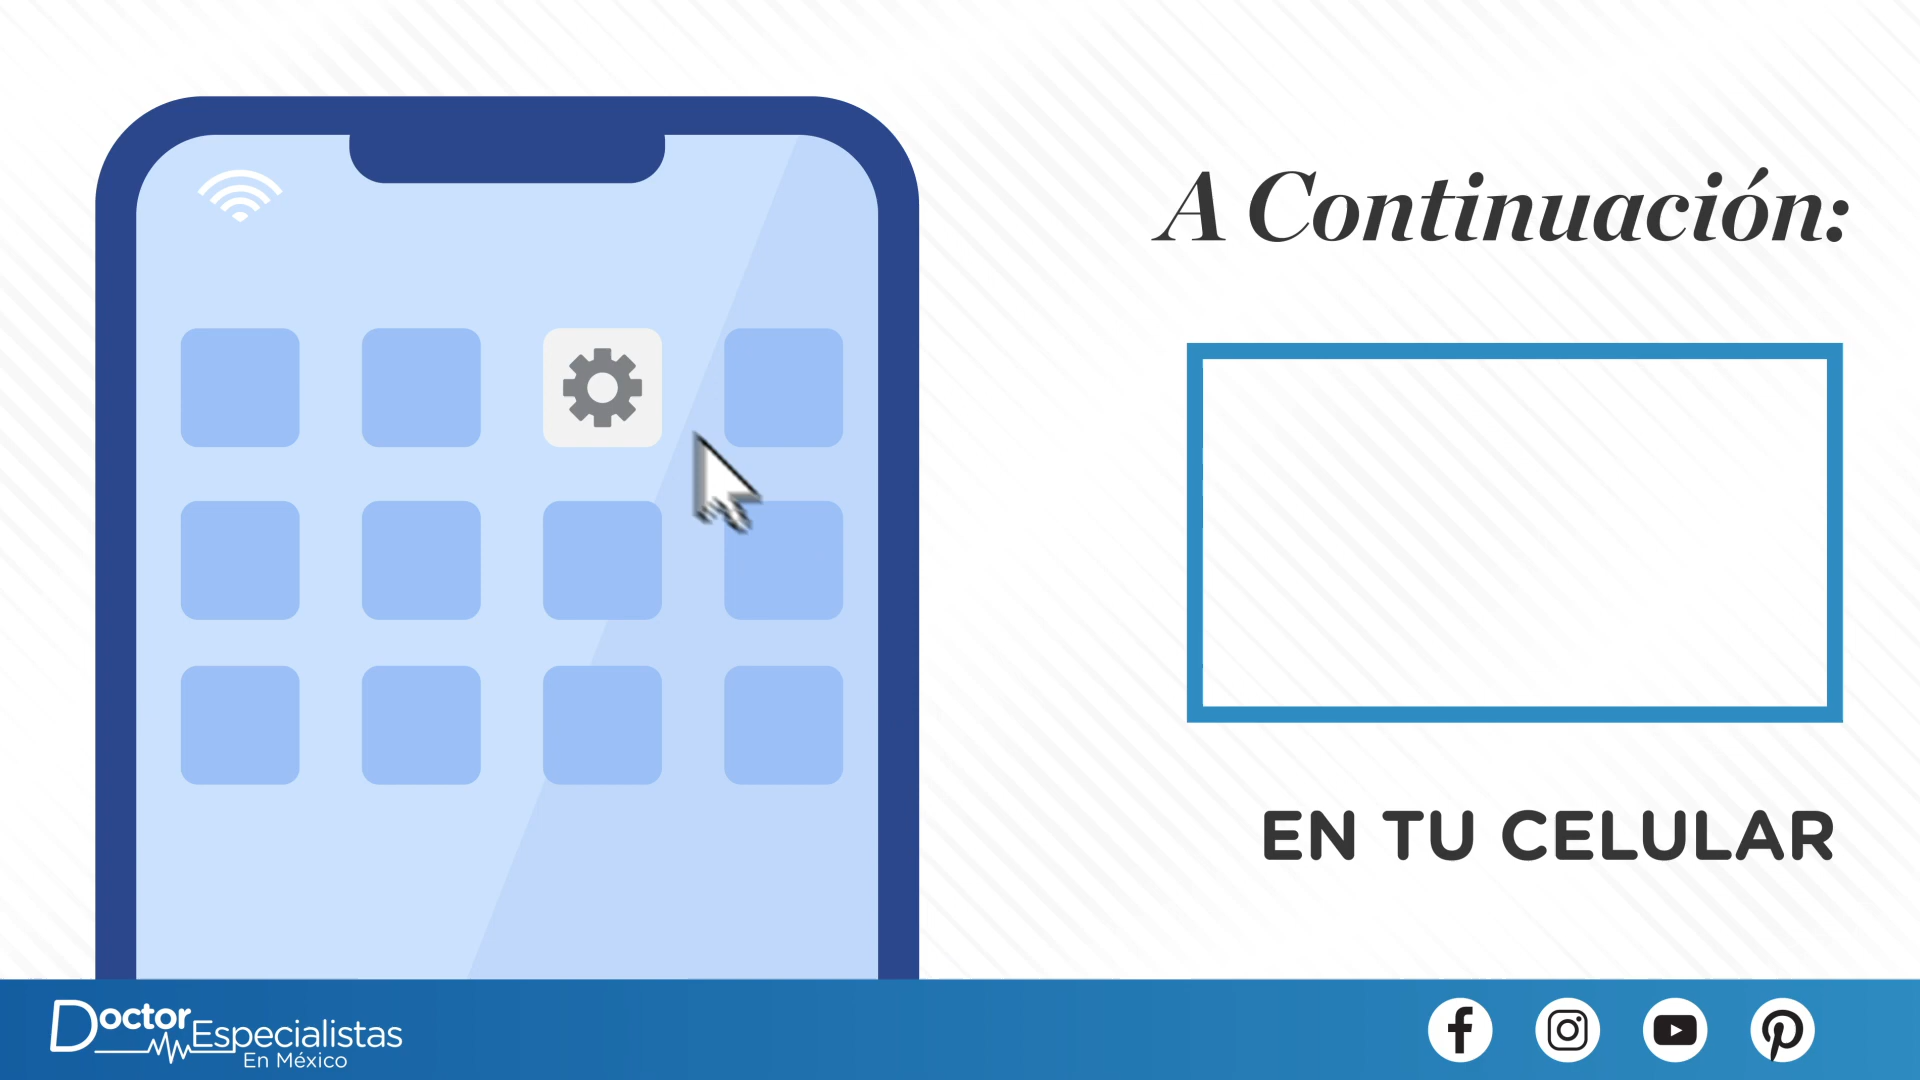 A Continuación:
EN TU CELULAR
Doctor Especialistas
En México